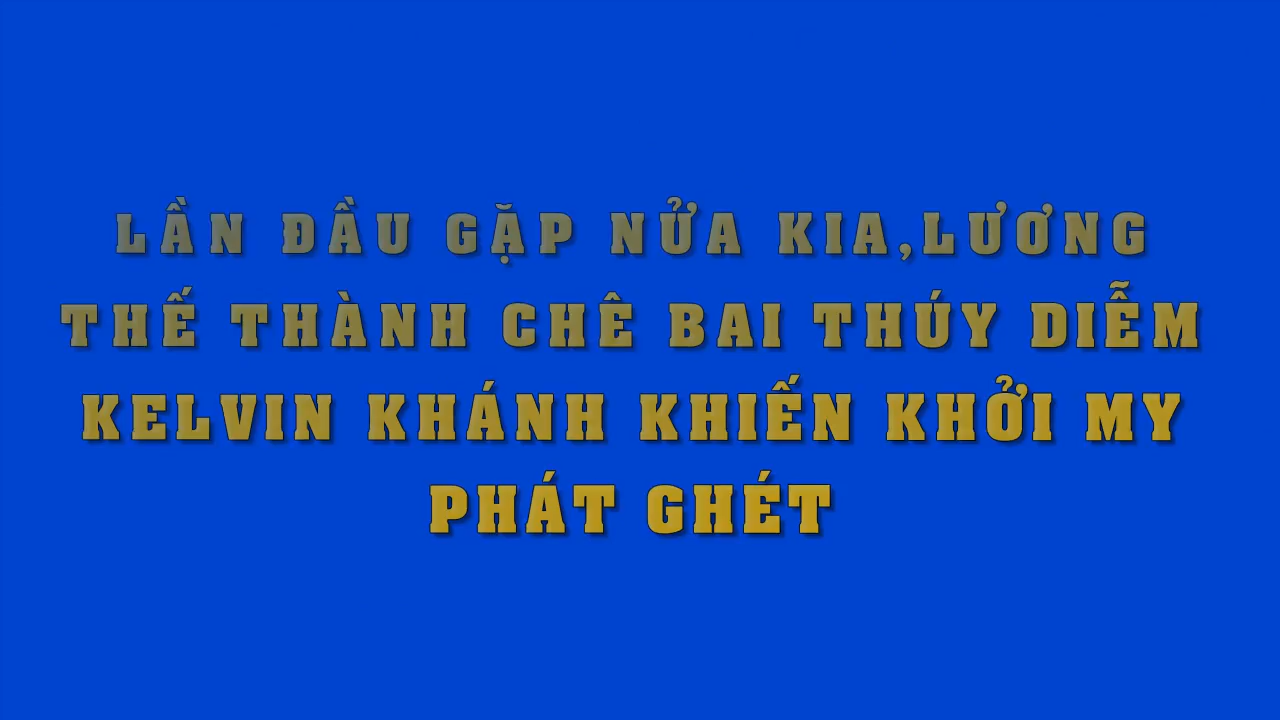 LẦN ĐẦU GẶP NỬA KIA,LƯƠNG
THẾ THÀNH CHÊ BAI THÚY DIỄM
KELVIN KHÁNH KHIẾN KHỞI MY
PHÁT GHÉT